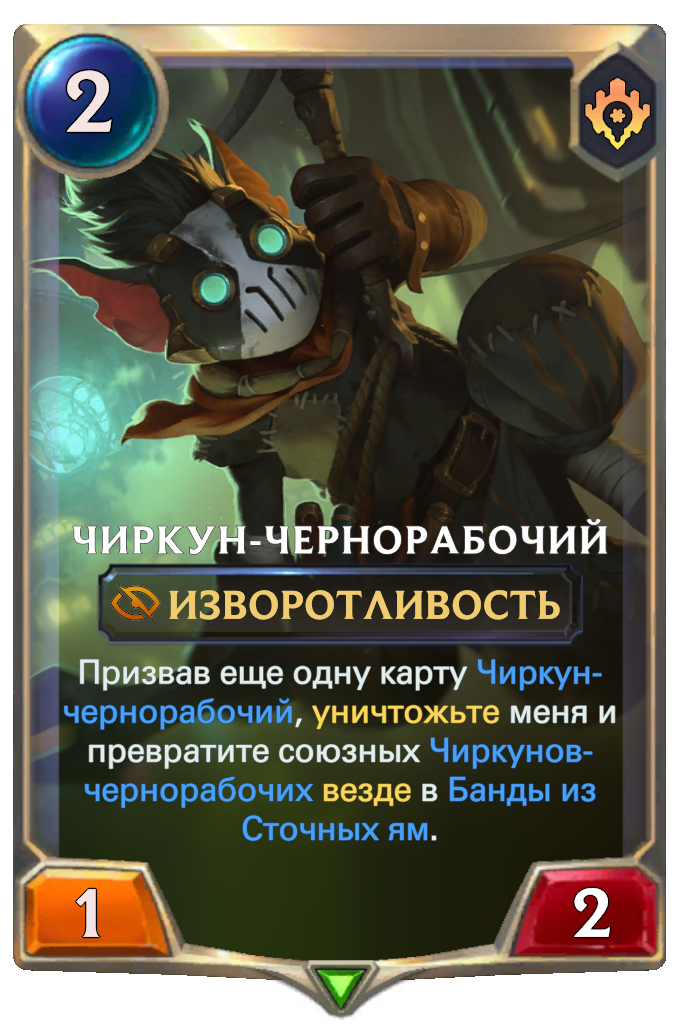 2
ЧИРКУН-ЧЕРНОРАБОЧИЙ
ИЗВОРОТЛИВОСТЬ
Призвав еще одну карту Чиркун-
чернорабочий, уничтожьте меня и
превратите союзных Чиркунов-
чернорабочих везде в Банды из
Сточных ям.
1
2